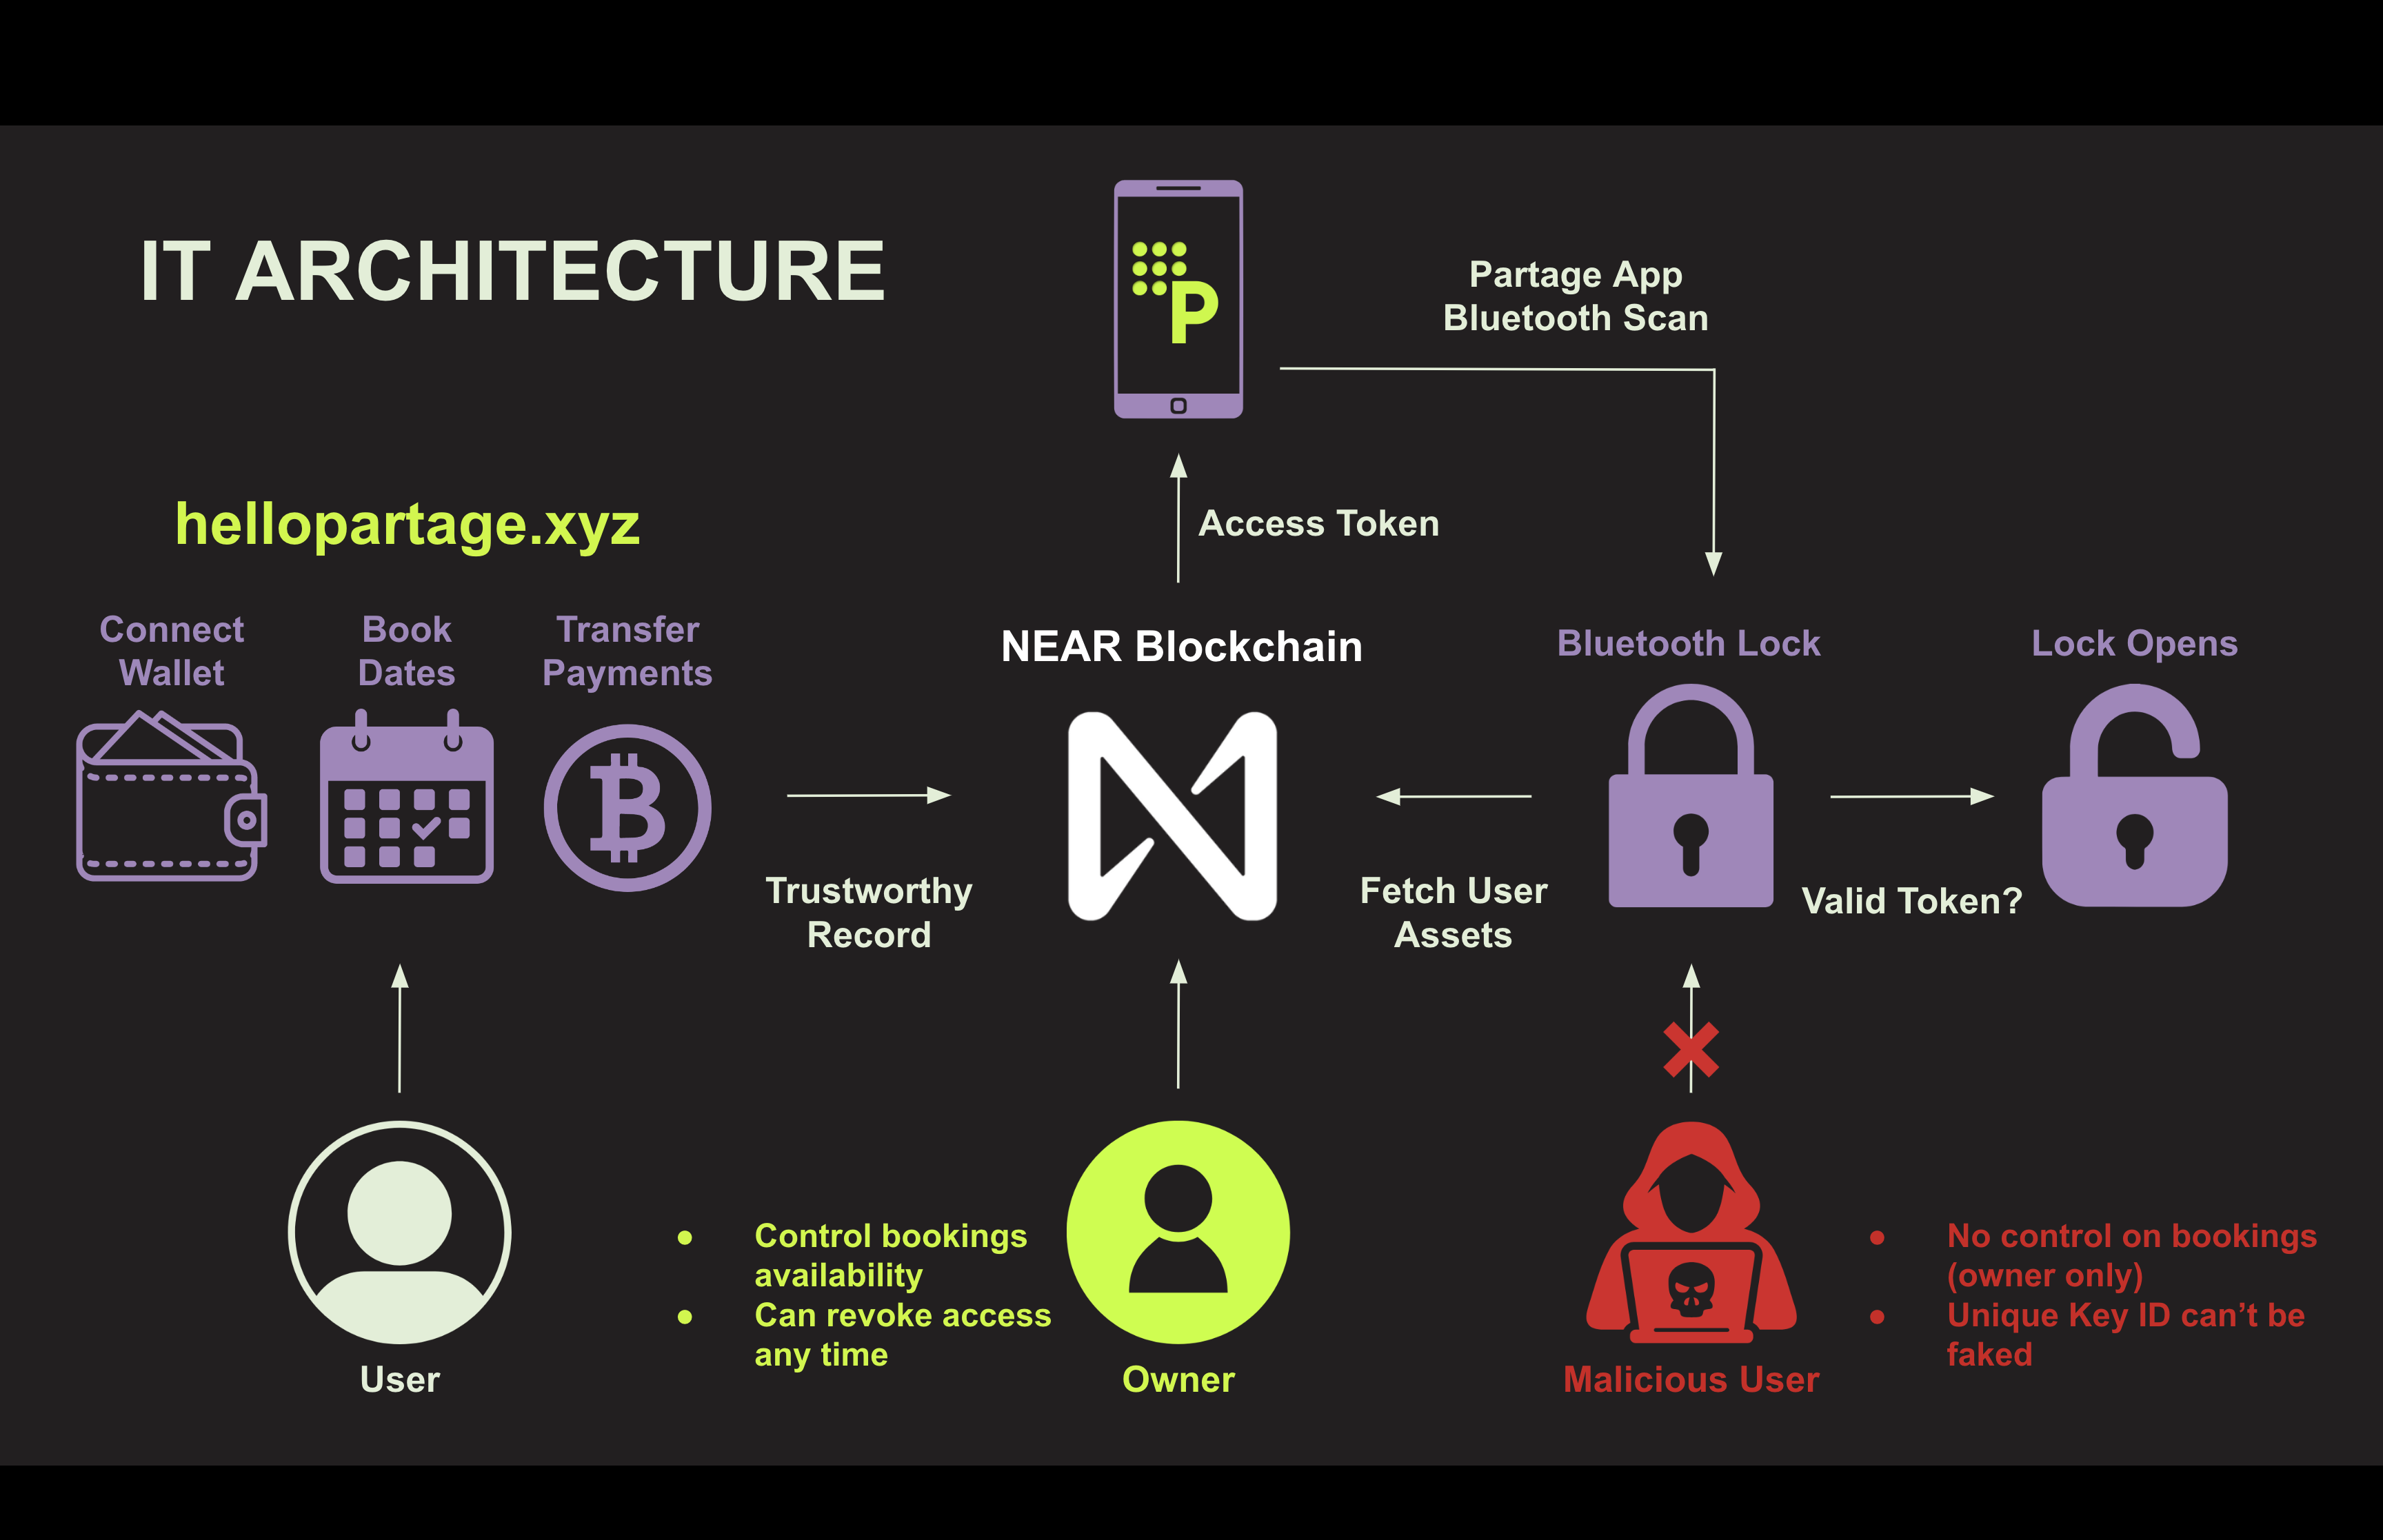 IT ARCHITECTURE
P
Partage App
Bluetooth Scan
hellopartage.xyz
Access Token
Connect
Wallet
Book
Dates
Transfer
Payments
NEAR Blockchain
Bluetooth Lock
Lock Opens
Trustworthy
Record
Fetch User
Assets
Valid Token?
User
• Control bookings
availability
• Can revoke access
any time
Owner
Malicious User
• No control on bookings
(owner only)
• Unique Key ID can’t be
faked